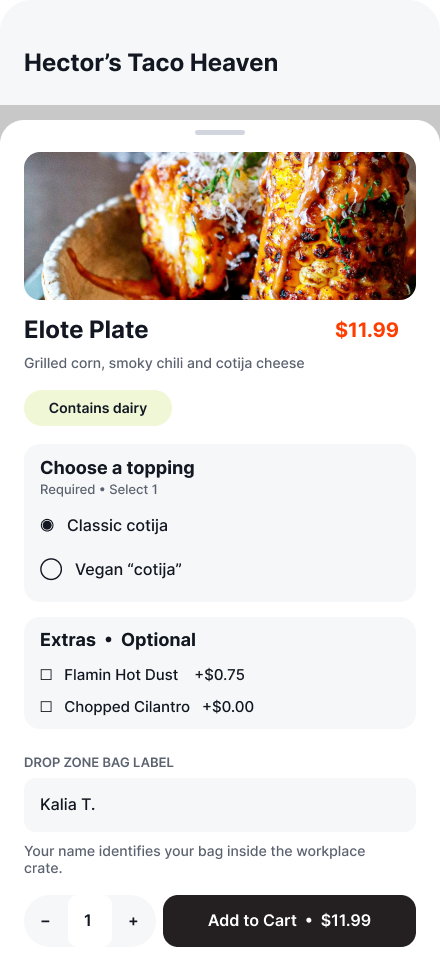 Hector’s Taco Heaven
Elote Plate $11.99
Grilled corn, smoky chili and cotija cheese
Contains dairy
Choose a topping
Required • Select 1
◉ Classic cotija
◯ Vegan “cotija”
Extras • Optional
☐ Flamin Hot Dust +$0.75
☐ Chopped Cilantro +$0.00
DROP ZONE BAG LABEL
Kalia T.
Your name identifies your bag inside the workplace
crate.
− 1 + Add to Cart • $11.99